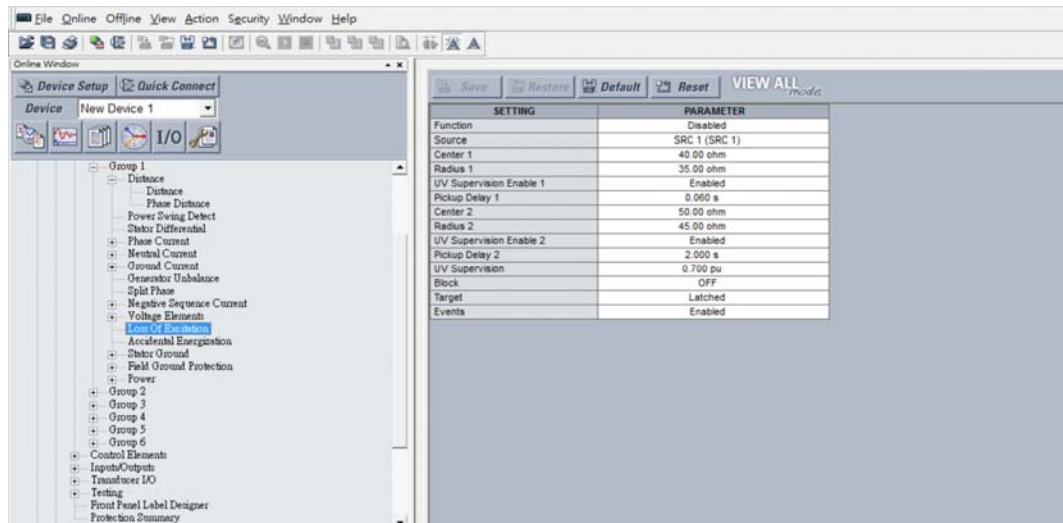 File Online Offline View Action Security Window Help
Online Window
Device Setup Quick Connect
Device New Device 1
I/O
Group 1
Distance
Distance
Phase Distance
Power Swing Detect
Stator Differential
Phase Current
Neutral Current
Ground Current
Generator Unbalance
Split Phase
Negative Sequence Current
Voltage Elements
Loss Of Excitation
Accidental Energization
Stator Ground
Field Ground Protection
Power
Group 2
Group 3
Group 4
Group 5
Group 6
Control Elements
Inputs/Outputs
Transducer I/O
Testing
Front Panel Label Designer
Protection Summary
Save Restore Default Reset VIEW ALL mode
SETTING PARAMETER
Function Disabled
Source SRC 1 (SRC 1)
Center 1 40.00 ohm
Radius 1 35.00 ohm
UV Supervision Enable 1 Enabled
Pickup Delay 1 0.060 s
Center 2 50.00 ohm
Radius 2 45.00 ohm
UV Supervision Enable 2 Enabled
Pickup Delay 2 2.000 s
UV Supervision 0.700 pu
Block OFF
Target Latched
Events Enabled